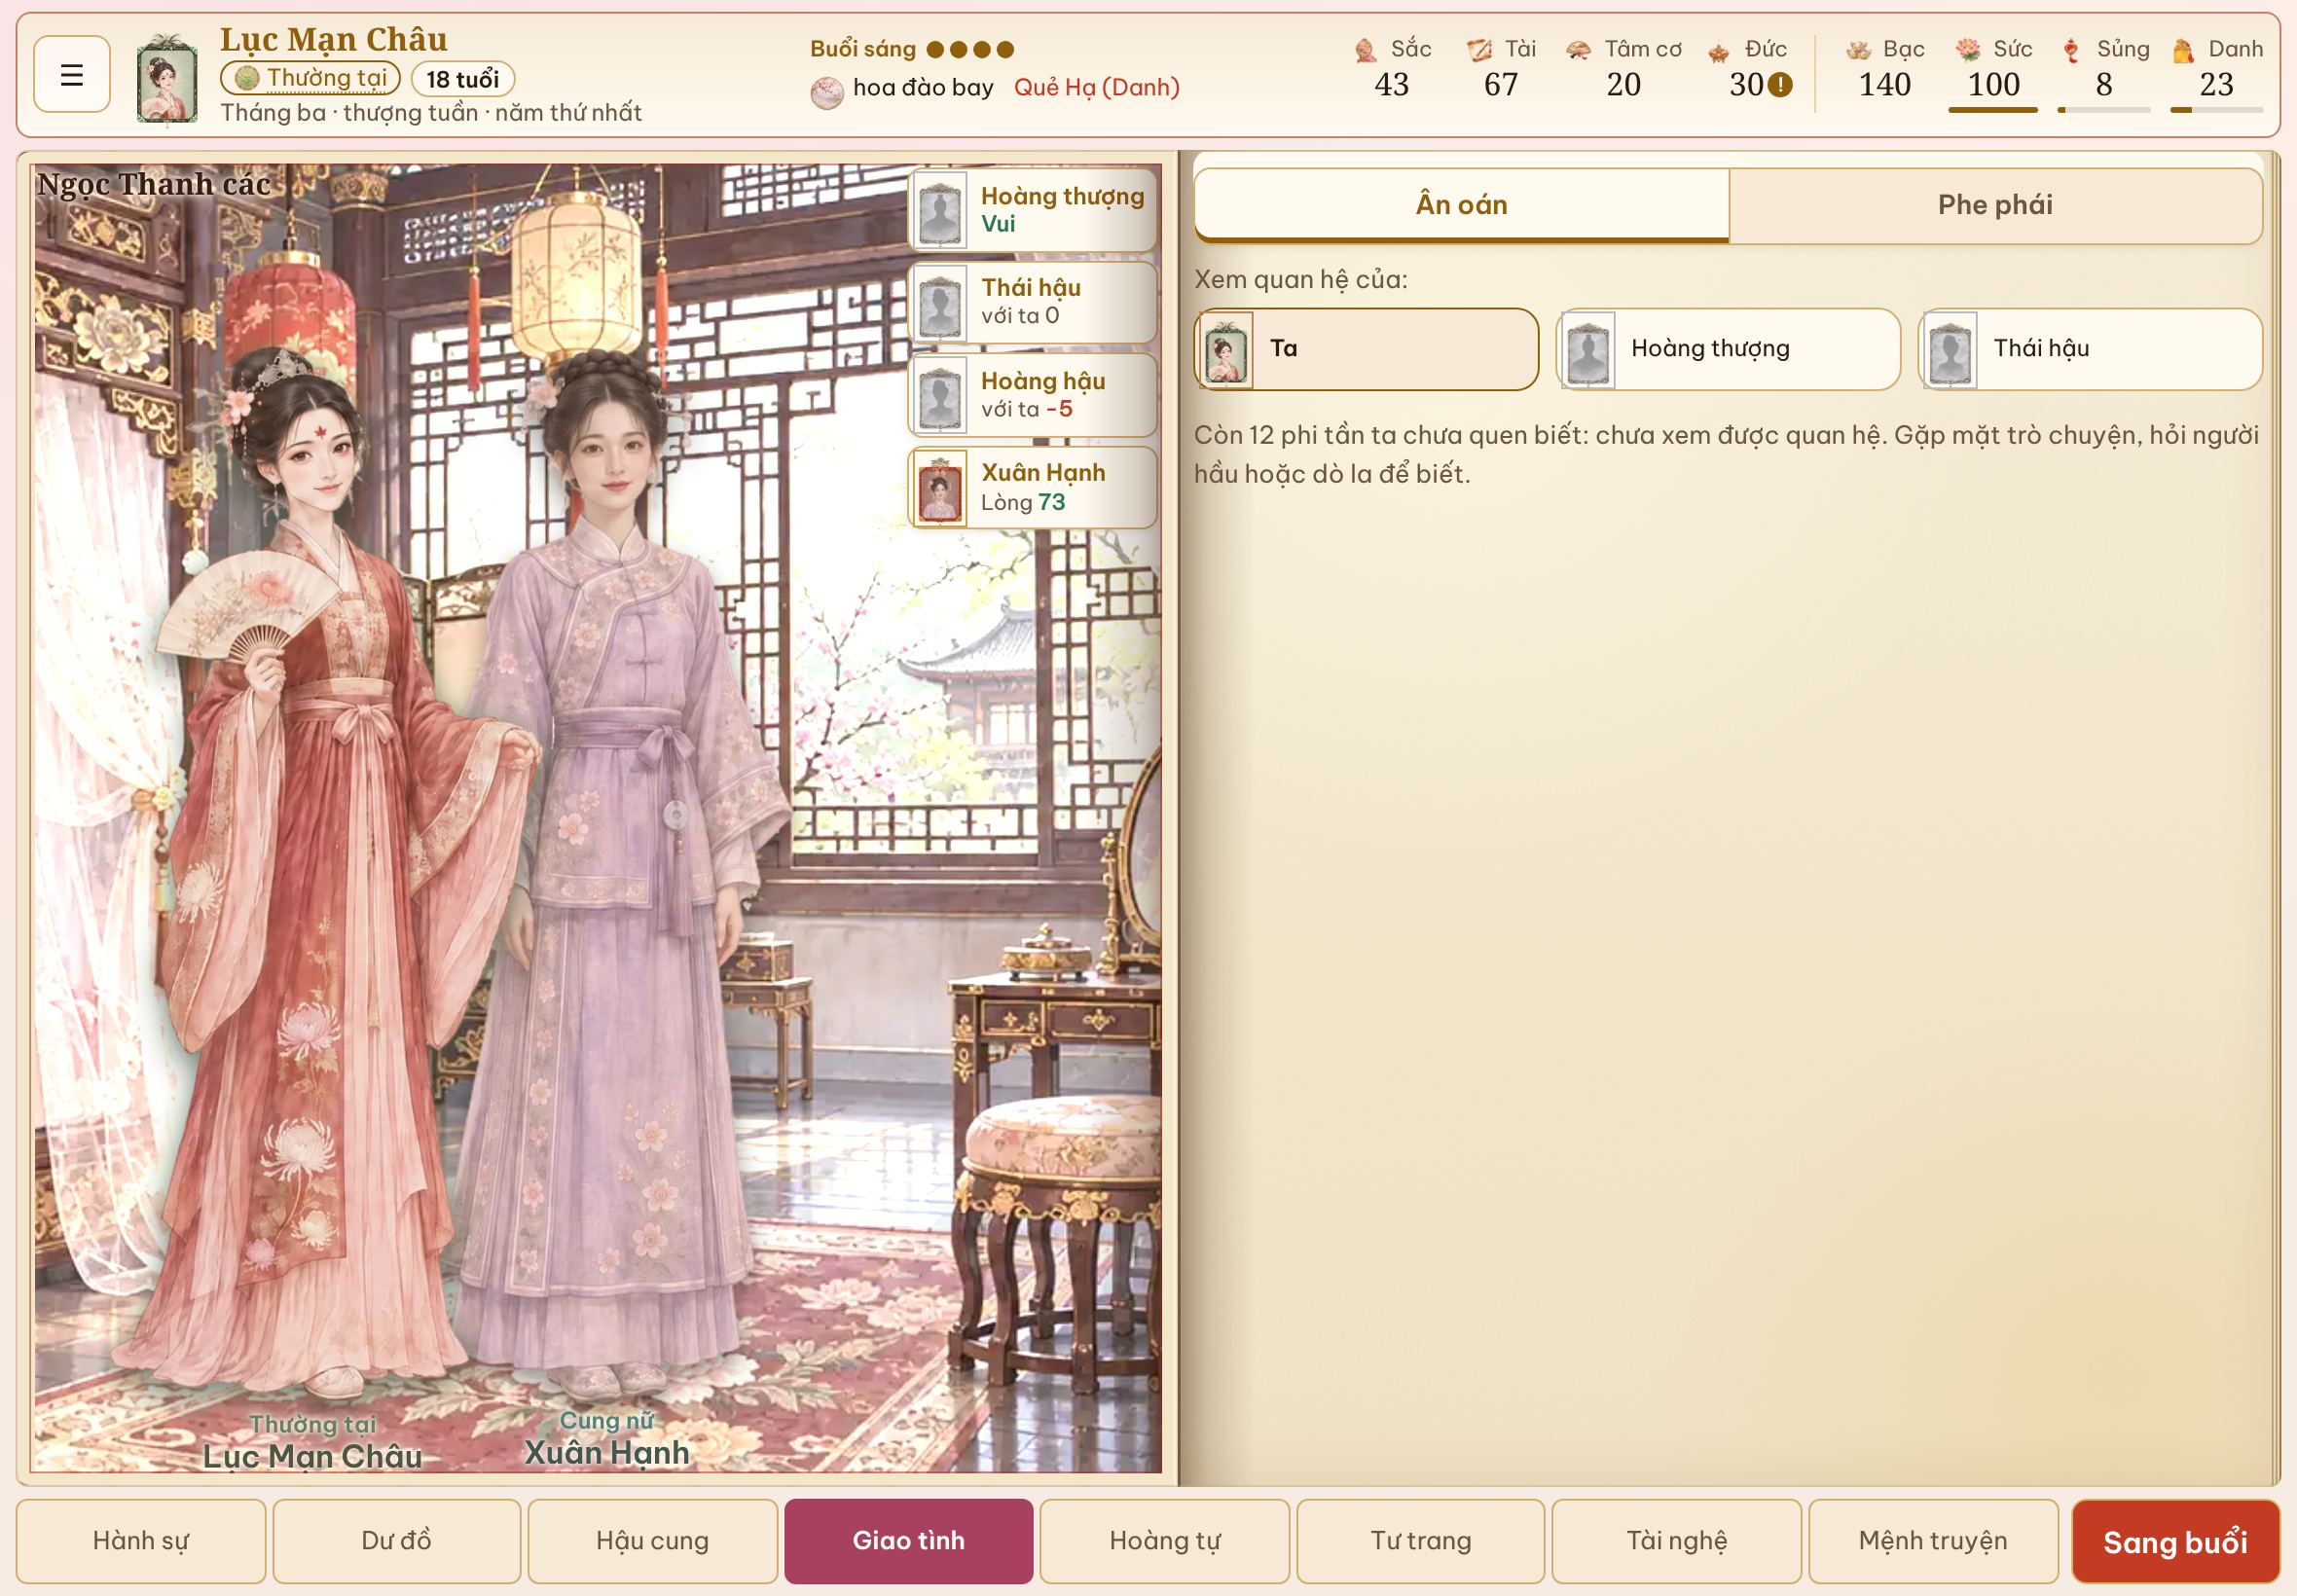 ☰
Lục Mạn Châu
Thường tại
18 tuổi
Tháng ba · thượng tuần · năm thứ nhất
Buổi sáng
hoa đào bay Quẻ Hạ (Danh)
Sắc
43
Tài
67
Tâm cơ
20
Đức
30 !
Bạc
140
Sức
100
Sủng
8
Danh
23
Ngọc Thanh các
Hoàng thượng
Vui
Thái hậu
với ta 0
Hoàng hậu
với ta -5
Xuân Hạnh
Lòng 73
Thường tại
Lục Mạn Châu
Cung nữ
Xuân Hạnh
Ân oán
Phe phái
Xem quan hệ của:
Ta
Hoàng thượng
Thái hậu
Còn 12 phi tần ta chưa quen biết: chưa xem được quan hệ. Gặp mặt trò chuyện, hỏi người
hầu hoặc dò la để biết.
Hành sự
Dư đồ
Hậu cung
Giao tình
Hoàng tự
Tư trang
Tài nghệ
Mệnh truyện
Sang buổi